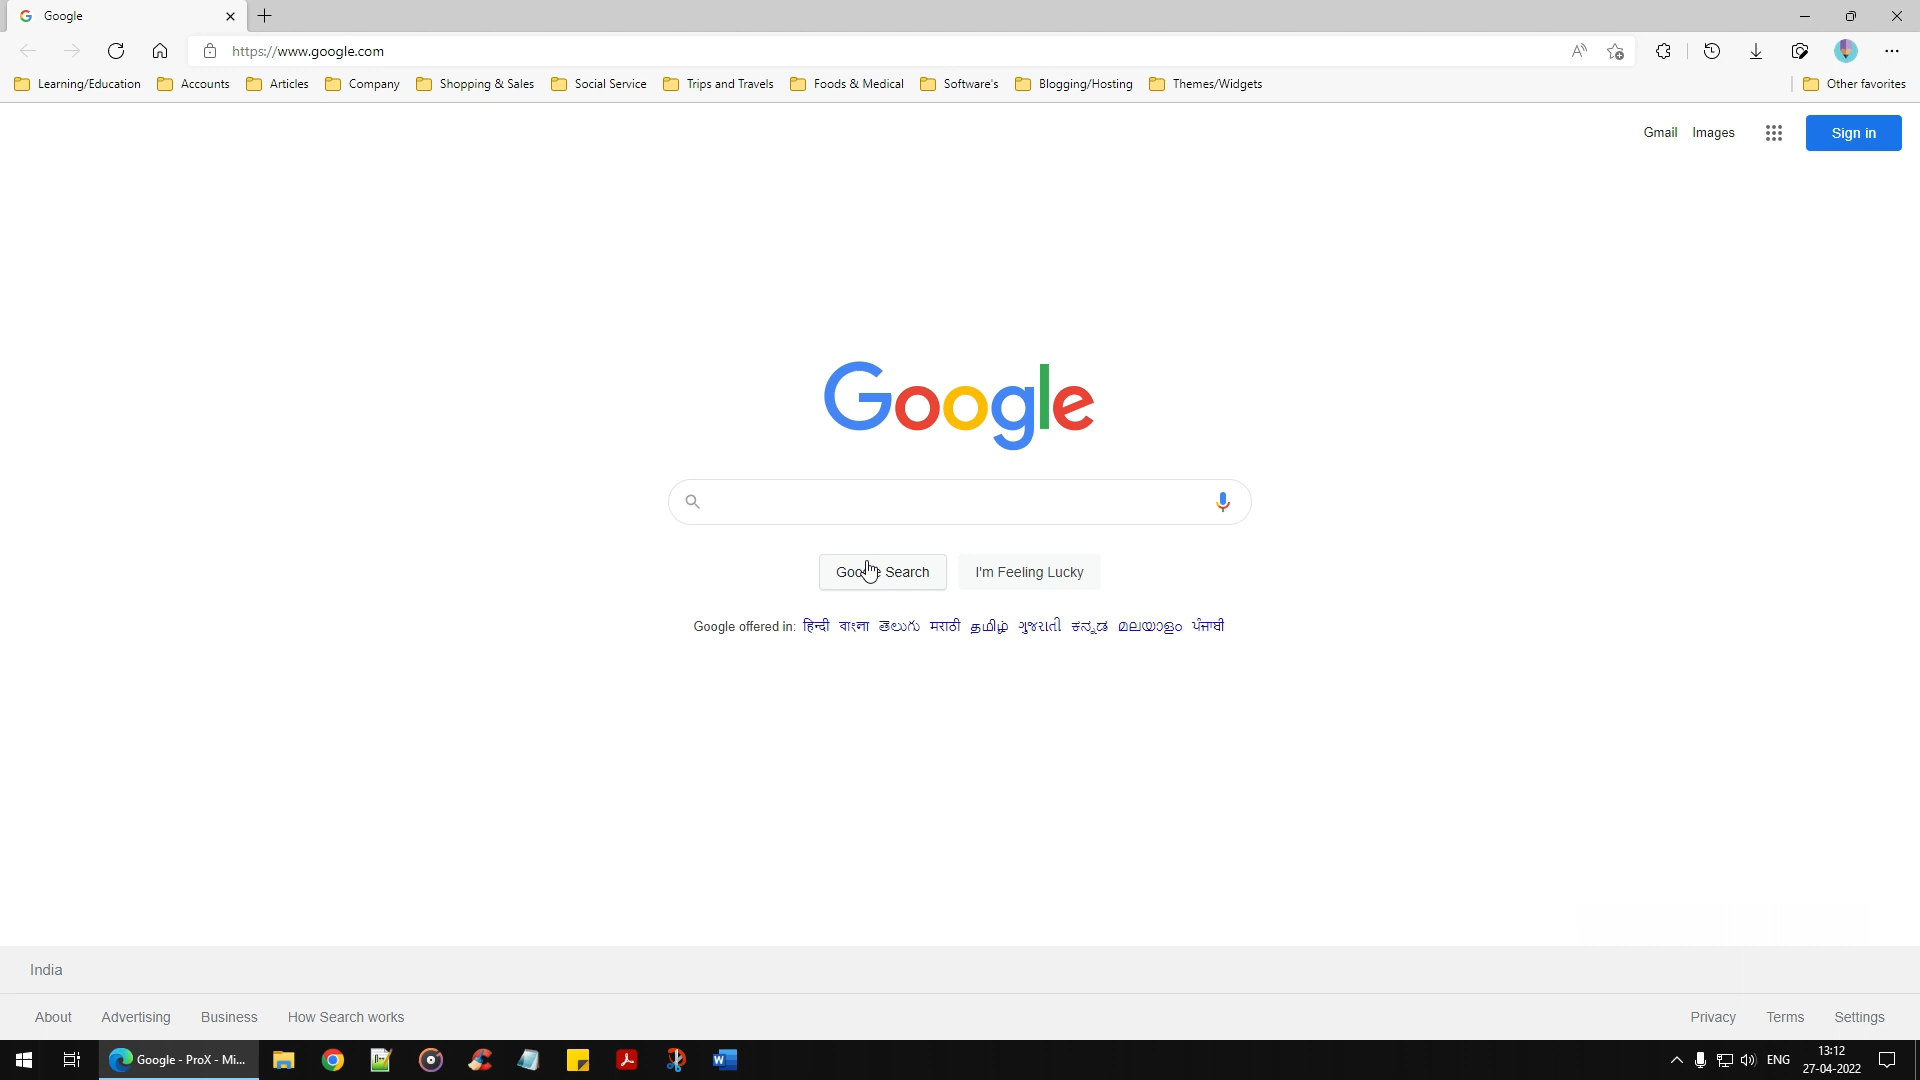 Google
https://www.google.com
Learning/Education Accounts Articles Company Shopping & Sales Social Service Trips and Travels Foods & Medical Software's Blogging/Hosting Themes/Widgets Other favorites
Gmail Images Sign in
Google
Google Search I'm Feeling Lucky
Google offered in: हिन्दी বাংলা తెలుగు मराठी தமிழ் ગુજરાતી ಕನ್ನಡ മലയാളം ਪੰਜਾਬੀ
India
About Advertising Business How Search works Privacy Terms Settings
Google - ProX - Mi... ENG 13:12
27-04-2022